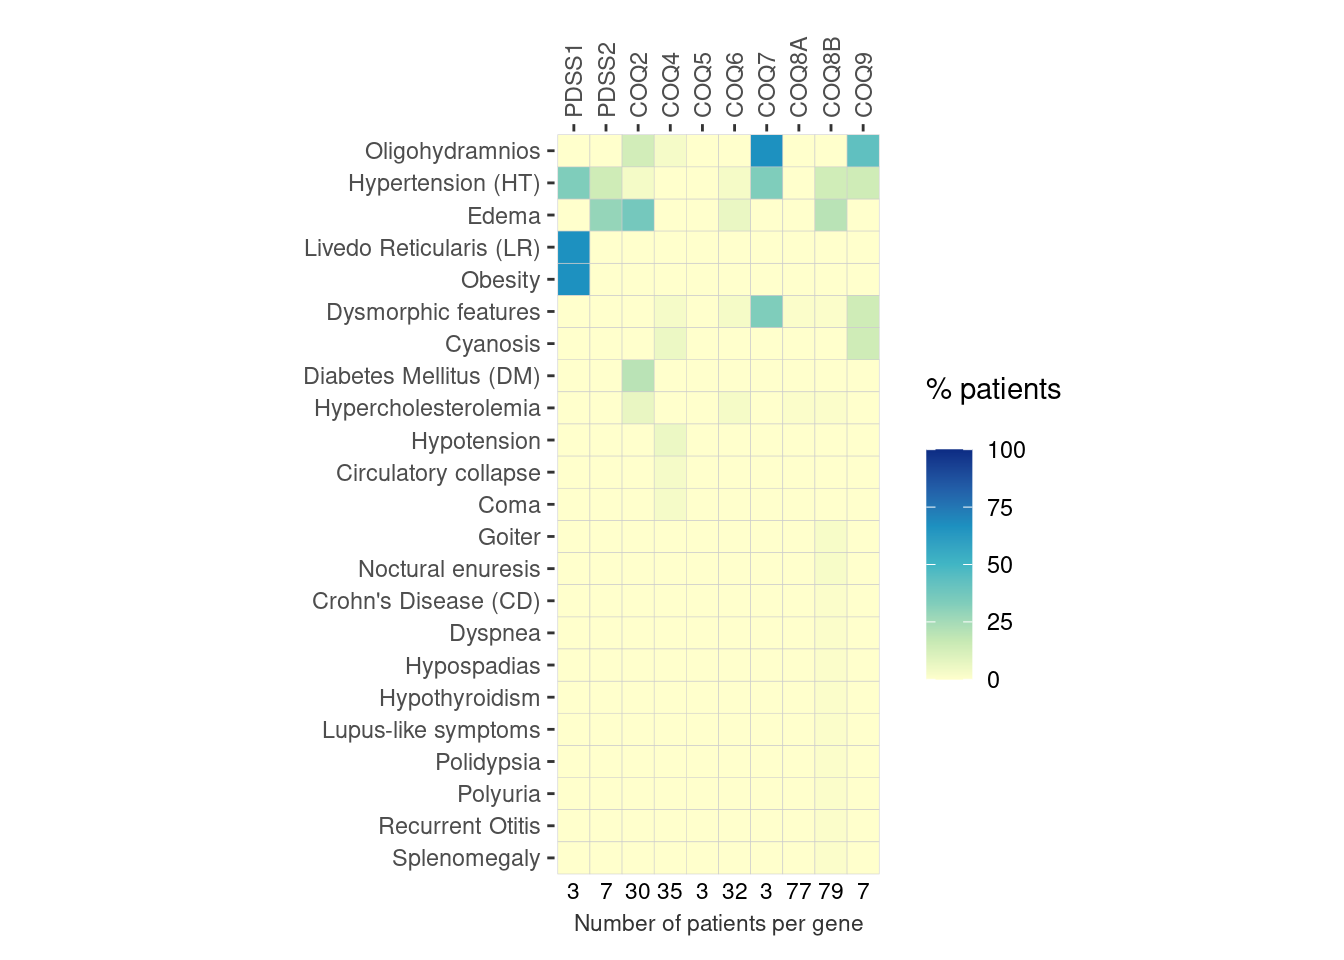 PDSS1 PDSS2 COQ2 COQ4 COQ5 COQ6 COQ7 COQ8A COQ8B COQ9
Oligohydramnios
Hypertension (HT)
Edema
Livedo Reticularis (LR)
Obesity
Dysmorphic features
Cyanosis
Diabetes Mellitus (DM)
Hypercholesterolemia
Hypotension
Circulatory collapse
Coma
Goiter
Noctural enuresis
Crohn's Disease (CD)
Dyspnea
Hypospadias
Hypothyroidism
Lupus-like symptoms
Polidypsia
Polyuria
Recurrent Otitis
Splenomegaly
3 7 30 35 3 32 3 77 79 7
Number of patients per gene
% patients
100
75
50
25
0